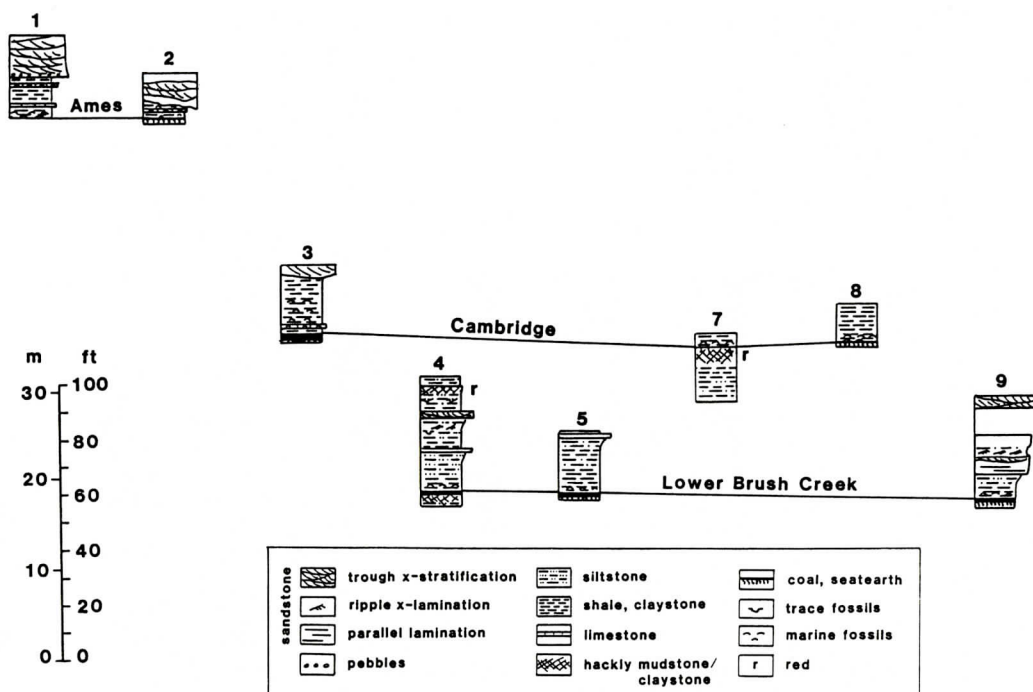 1
2
Ames
3
Cambridge
7
r
8
m ft
30 100
4
r
80
5
9
20
60
Lower Brush Creek
40
10
20
0 0
sandstone
trough x-stratification
ripple x-lamination
parallel lamination
pebbles
siltstone
shale, claystone
limestone
hackly mudstone/
claystone
coal, seatearth
trace fossils
marine fossils
r red